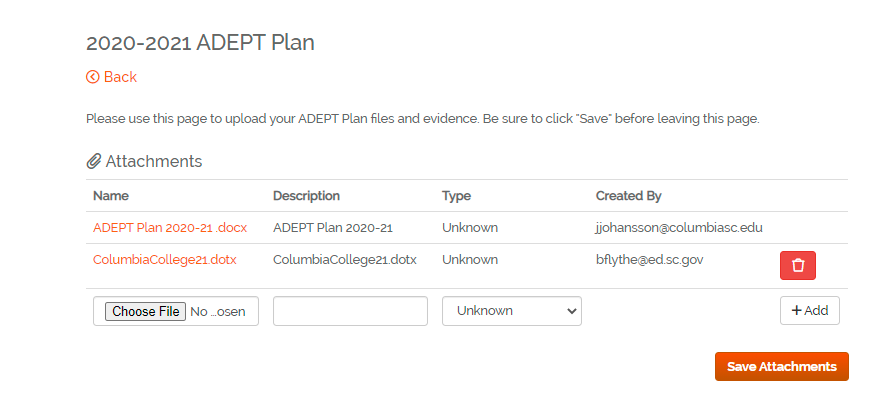 2020-2021 ADEPT Plan
Back
Please use this page to upload your ADEPT Plan files and evidence. Be sure to click "Save" before leaving this page.
Attachments
Name Description Type Created By
ADEPT Plan 2020-21 .docx ADEPT Plan 2020-21 Unknown jjohansson@columbiasc.edu
ColumbiaCollege21.dotx ColumbiaCollege21.dotx Unknown bflythe@ed.sc.gov
Choose File No ...osen Unknown +Add
Save Attachments